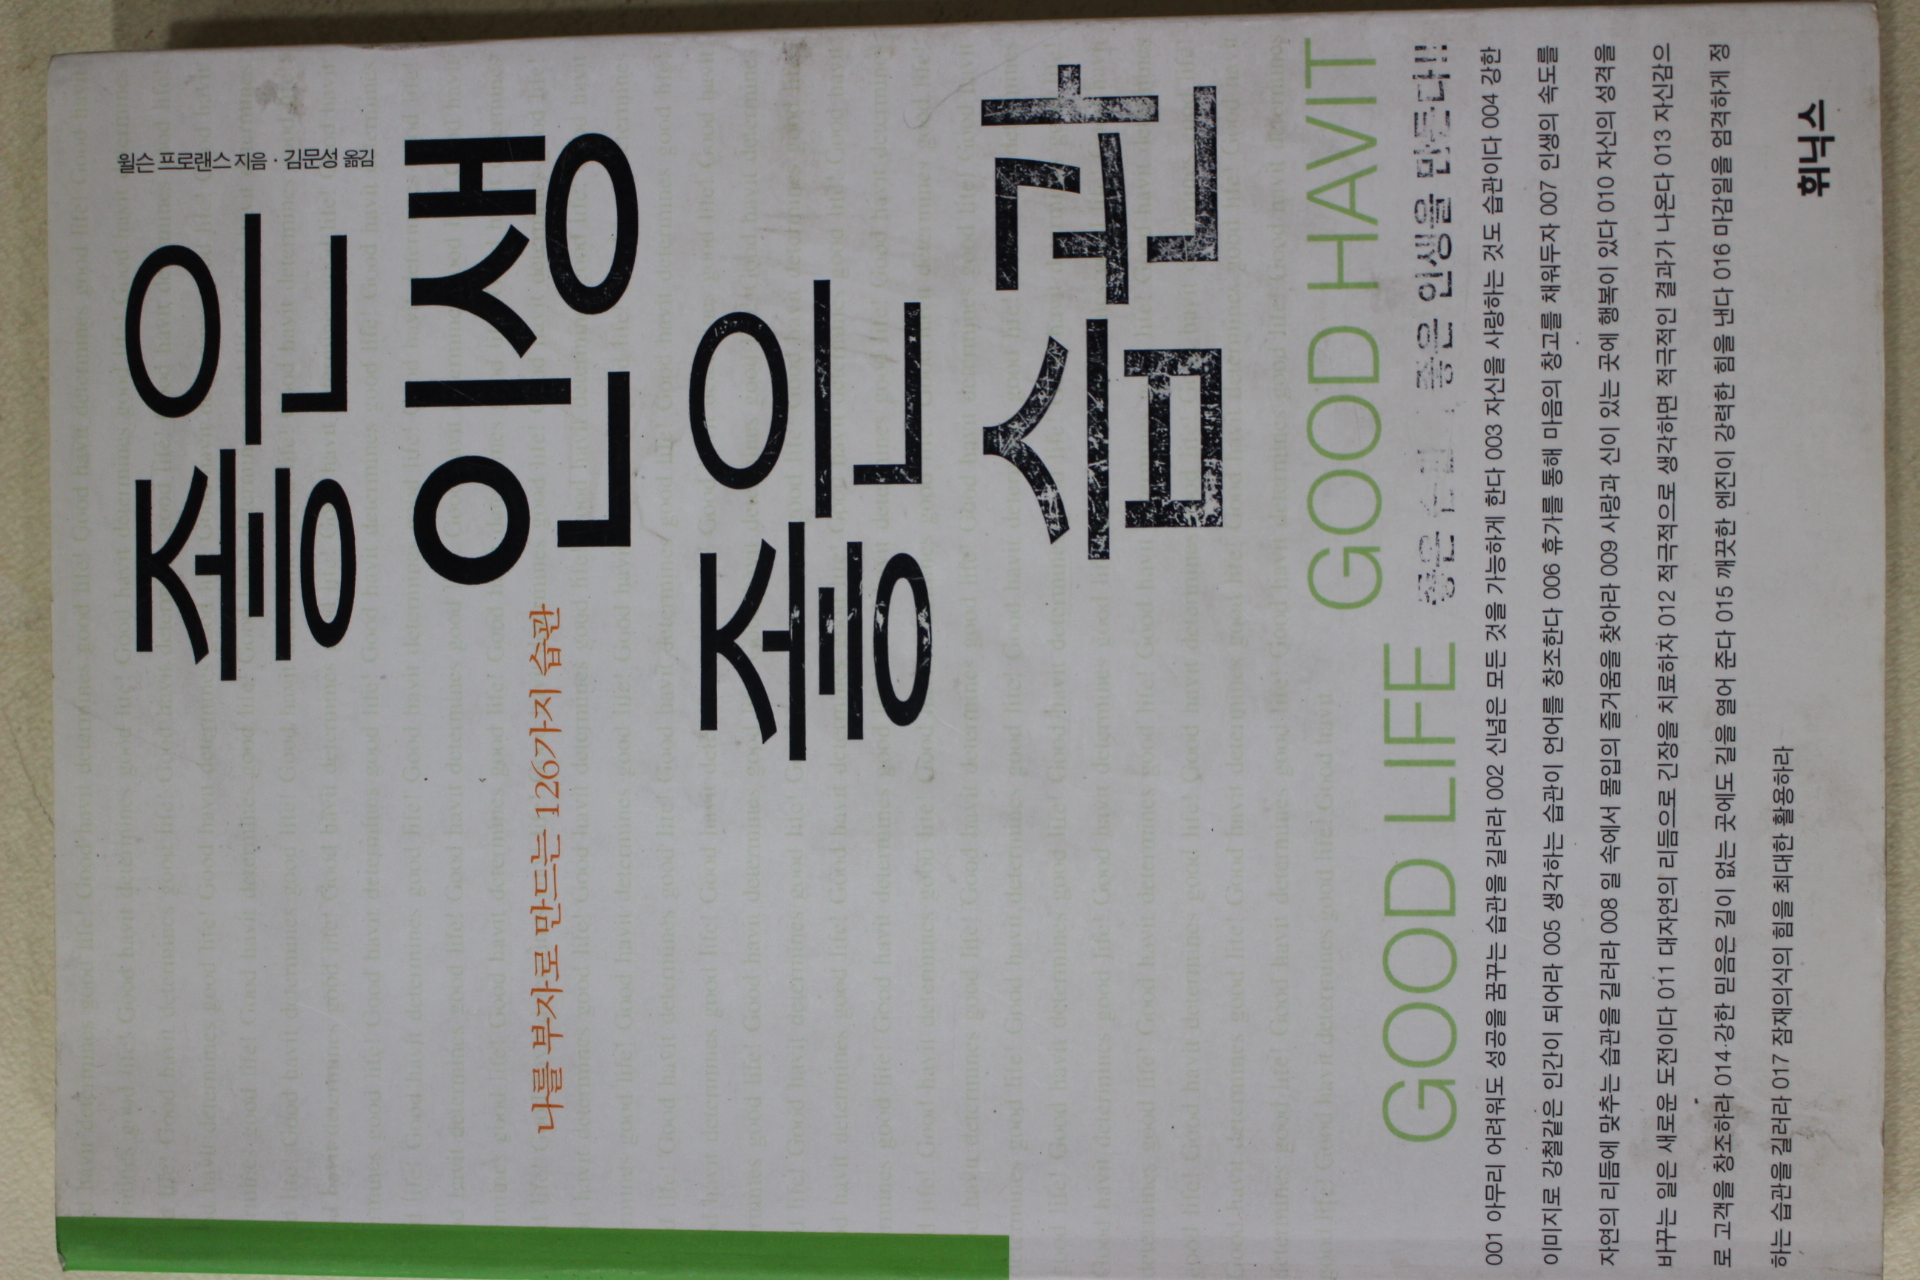 윌슨 프로랜스 지음 · 김문성 옮김
좋은
인생
나를 부자로 만드는 126가지 습관
좋은
습관
GOOD LIFE GOOD HAVIT
좋은 습관 좋은 인생을 만든다!!
001 아무리 어려워도 성공을 꿈꾸는 습관을 길러라 002 신념은 모든 것을 가능하게 한다 003 자신을 사랑하는 것도 습관이다 004 강한
이미지로 강철같은 인간이 되어라 005 생각하는 습관이 언어를 창조한다 006 휴가를 통해 마음의 창고를 채워두자 007 인생의 속도를
자연의 리듬에 맞추는 습관을 길러라 008 일 속에서 몰입의 즐거움을 찾아라 009 사랑과 신이 있는 곳에 행복이 있다 010 자신의 성격을
바꾸는 일은 새로운 도전이다 011 대자연의 리듬으로 긴장을 치료하자 012 적극적으로 생각하면 적극적인 결과가 나온다 013 자신감으
로 고객을 창조하라 014 강한 믿음은 길이 없는 곳에도 길을 열어 준다 015 깨끗한 엔진이 강력한 힘을 낸다 016 마감일을 엄격하게 정
하는 습관을 길러라 017 잠재의식의 힘을 최대한 활용하라
휘닉스